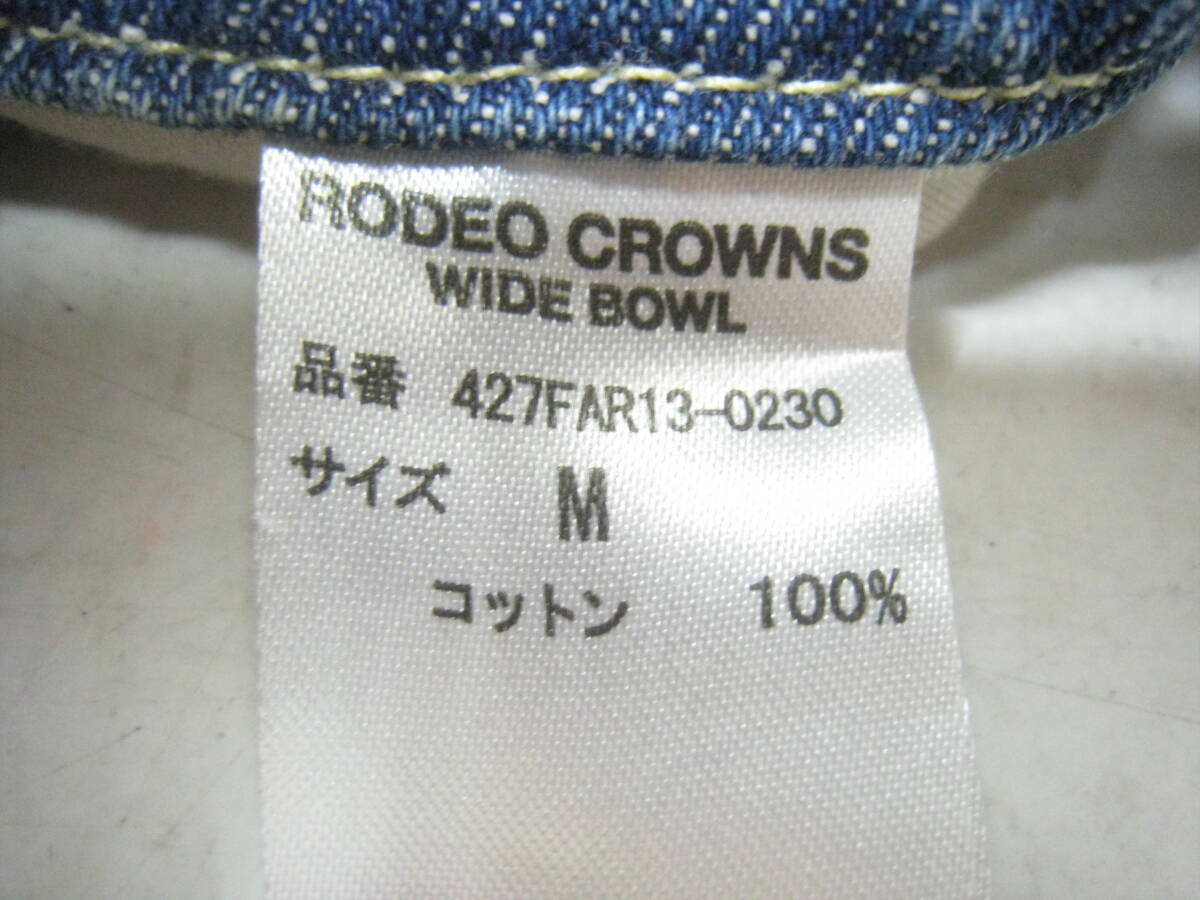 RODEO CROWNS
WIDE BOWL
品番 427FAR13-0230
サイズ M
コットン 100%